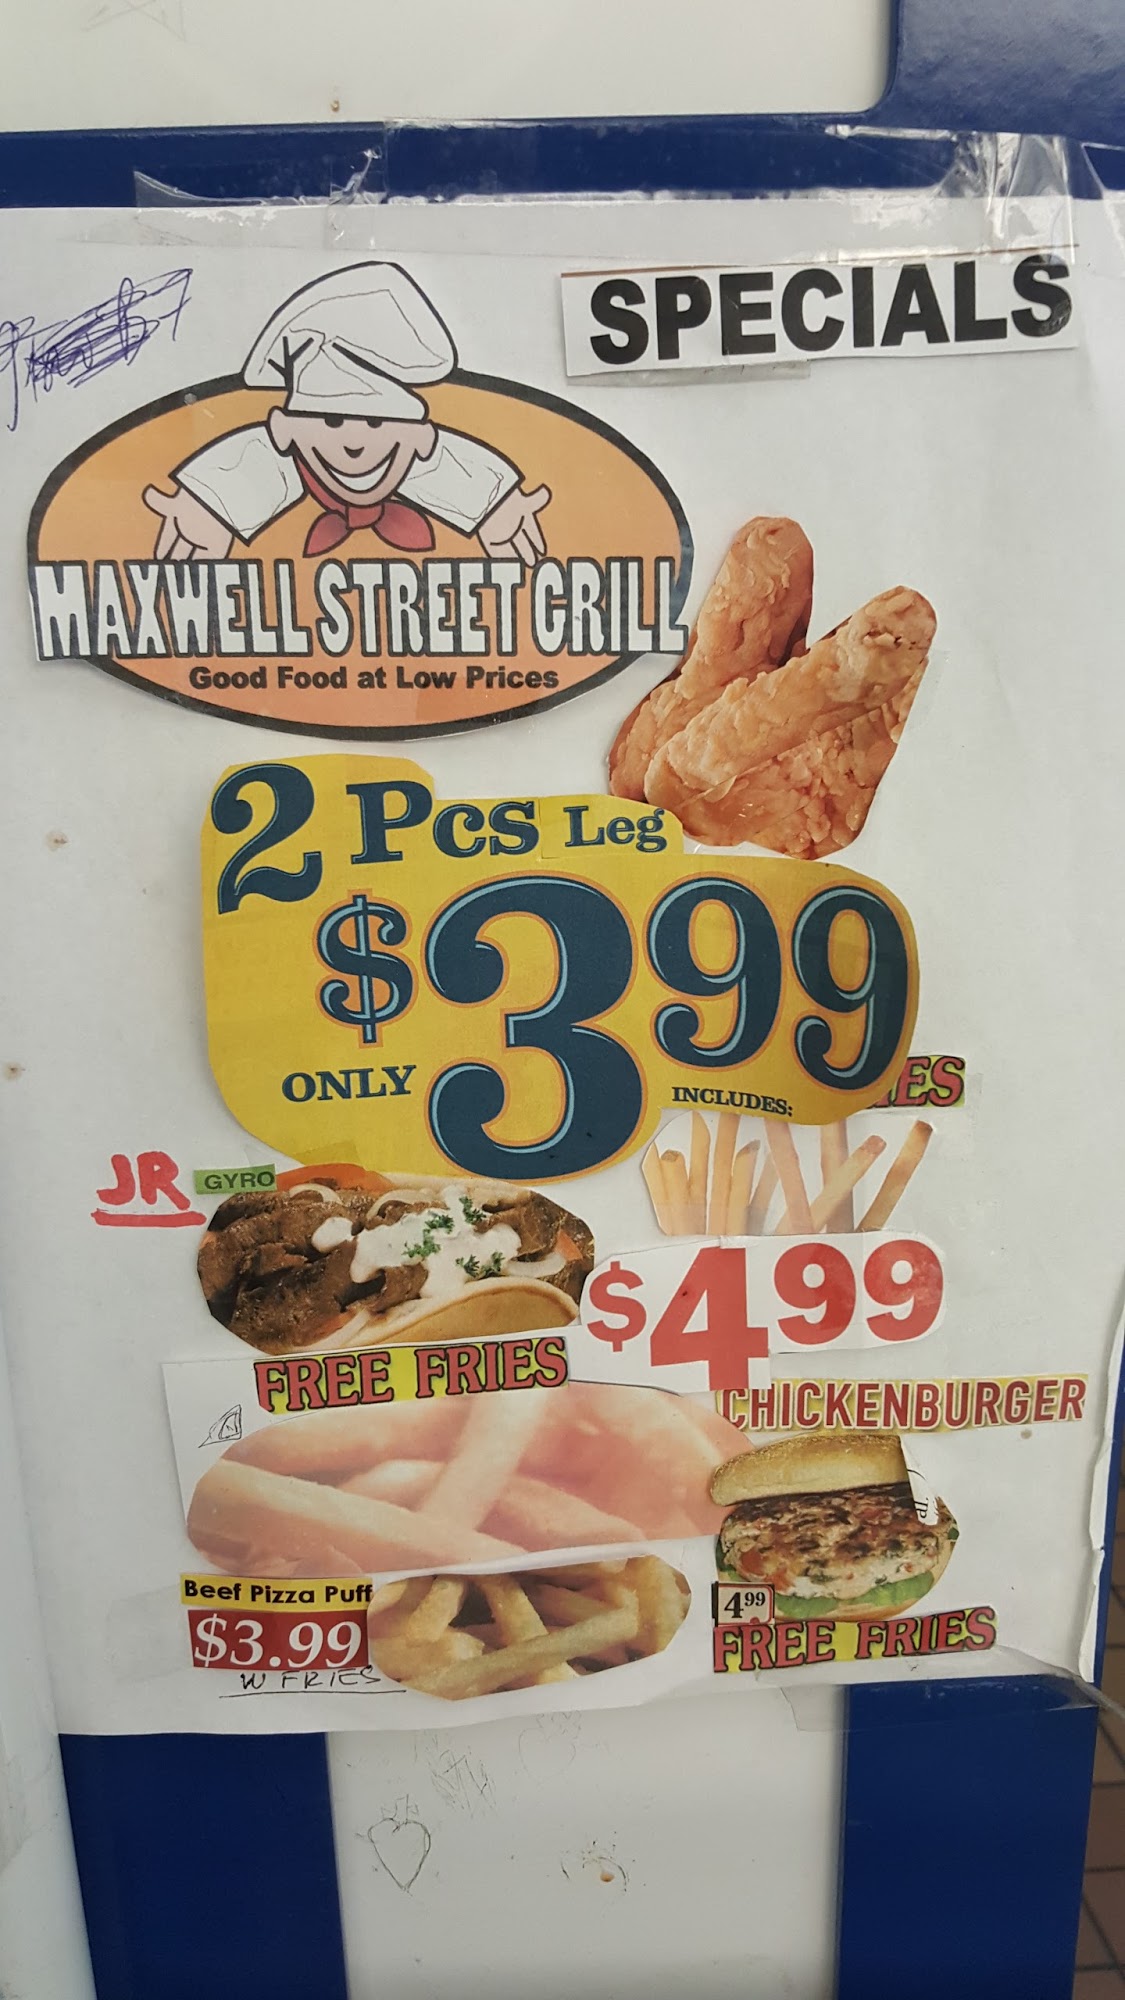 SPECIALS
MAXWELL STREET GRILL
Good Food at Low Prices
2 Pcs Leg
$3.99
ONLY
INCLUDES:
ES
JR GYRO
$4.99
FREE FRIES
CHICKENBURGER
Beef Pizza Puff
$3.99
W FRIES
4.99
FREE FRIES